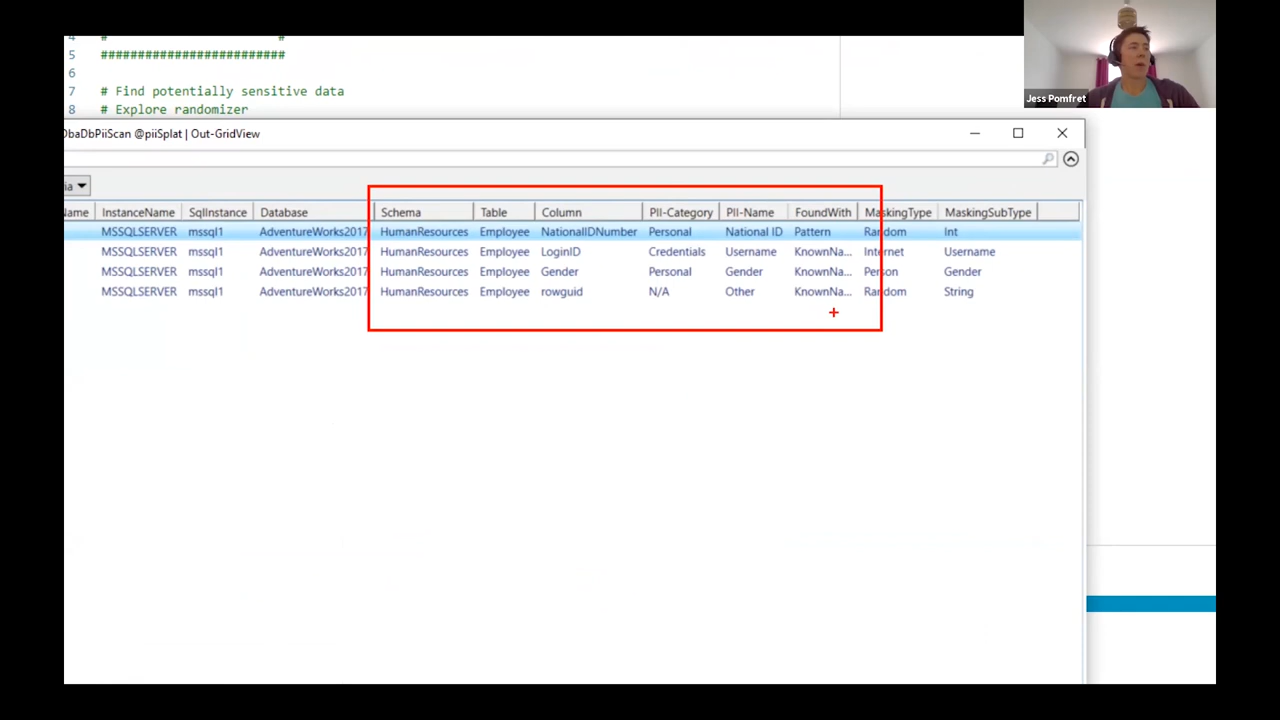 4 # #
5 #########################
6
7 # Find potentially sensitive data
8 # Explore randomizer
Jess Pomfret
DbaDbPiiScan @piiSplat | Out-GridView
ia
Name InstanceName SqlInstance Database Schema Table Column PII-Category PII-Name FoundWith MaskingType MaskingSubType
MSSQLSERVER mssql1 AdventureWorks2017 HumanResources Employee NationalIDNumber Personal National ID Pattern Random Int
MSSQLSERVER mssql1 AdventureWorks2017 HumanResources Employee LoginID Credentials Username KnownNa... Internet Username
MSSQLSERVER mssql1 AdventureWorks2017 HumanResources Employee Gender Personal Gender KnownNa... Person Gender
MSSQLSERVER mssql1 AdventureWorks2017 HumanResources Employee rowguid N/A Other KnownNa... Random String